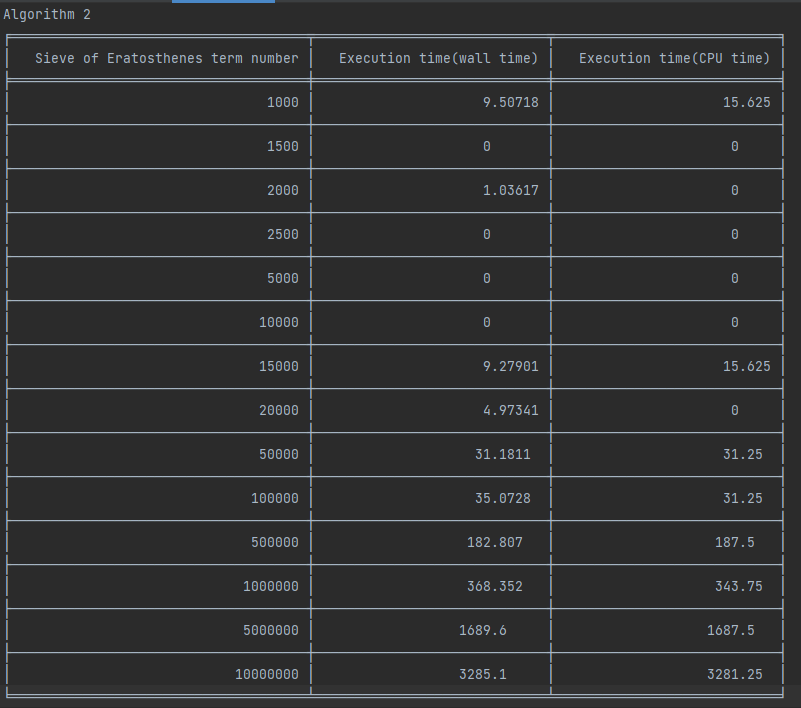 Algorithm 2
Sieve of Eratosthenes term number Execution time(wall time) Execution time(CPU time)
1000 9.50718 15.625
1500 0 0
2000 1.03617 0
2500 0 0
5000 0 0
10000 0 0
15000 9.27901 15.625
20000 4.97341 0
50000 31.1811 31.25
100000 35.0728 31.25
500000 182.807 187.5
1000000 368.352 343.75
5000000 1689.6 1687.5
10000000 3285.1 3281.25